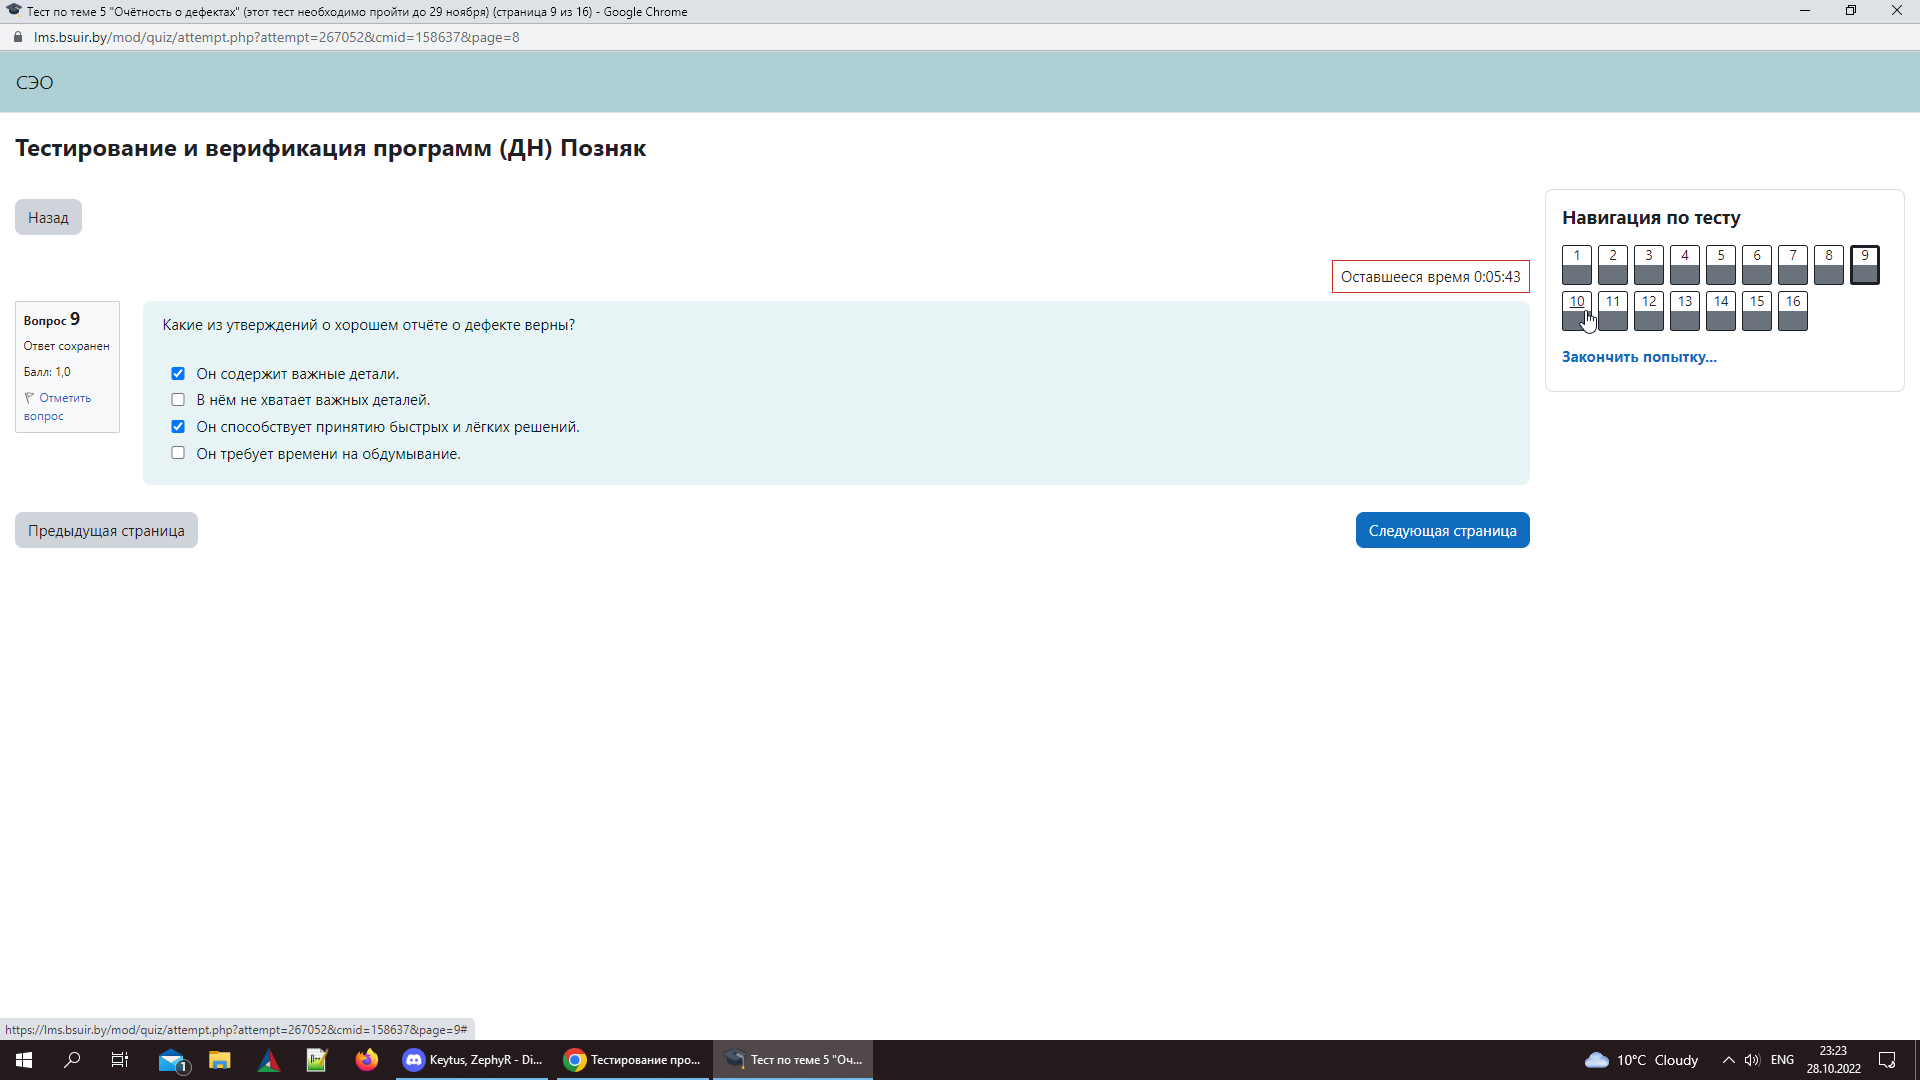 Тест по теме 5 "Очётность о дефектах" (этот тест необходимо пройти до 29 ноября) (страница 9 из 16) - Google Chrome
lms.bsuir.by/mod/quiz/attempt.php?attempt=267052&cmid=158637&page=8
СЭО
Тестирование и верификация программ (ДН) Позняк
Назад
Оставшееся время 0:05:43
Вопрос 9
Ответ сохранен
Балл: 1,0
Отметить
вопрос
Какие из утверждений о хорошем отчёте о дефекте верны?
Он содержит важные детали.
В нём не хватает важных деталей.
Он способствует принятию быстрых и лёгких решений.
Он требует времени на обдумывание.
Предыдущая страница
Следующая страница
Навигация по тесту
1 2 3 4 5 6 7 8 9
10 11 12 13 14 15 16
Закончить попытку...
https://lms.bsuir.by/mod/quiz/attempt.php?attempt=267052&cmid=158637&page=9#
1
Keytus, ZephyR - Di...
Тестирование про...
Тест по теме 5 "Оч...
10°C Cloudy
ENG
23:23
28.10.2022